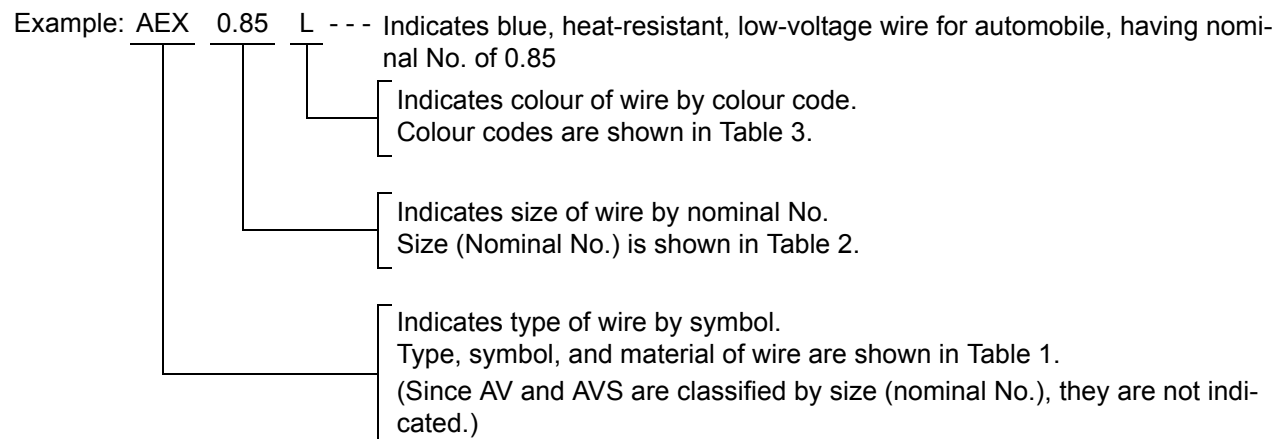 Example: AEX 0.85 L - - - Indicates blue, heat-resistant, low-voltage wire for automobile, having nomi-
nal No. of 0.85
Indicates colour of wire by colour code.
Colour codes are shown in Table 3.
Indicates size of wire by nominal No.
Size (Nominal No.) is shown in Table 2.
Indicates type of wire by symbol.
Type, symbol, and material of wire are shown in Table 1.
(Since AV and AVS are classified by size (nominal No.), they are not indi-
cated.)